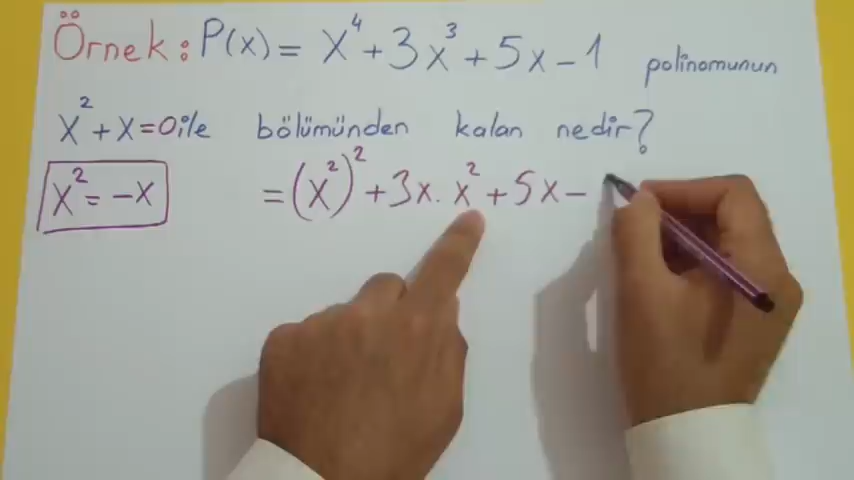 Örnek: P(x) = x⁴ + 3x³ + 5x - 1 polinomunun
x² + x = 0 ile bölümünden kalan nedir?
x² = -x = (x²)² + 3x . x² + 5x -